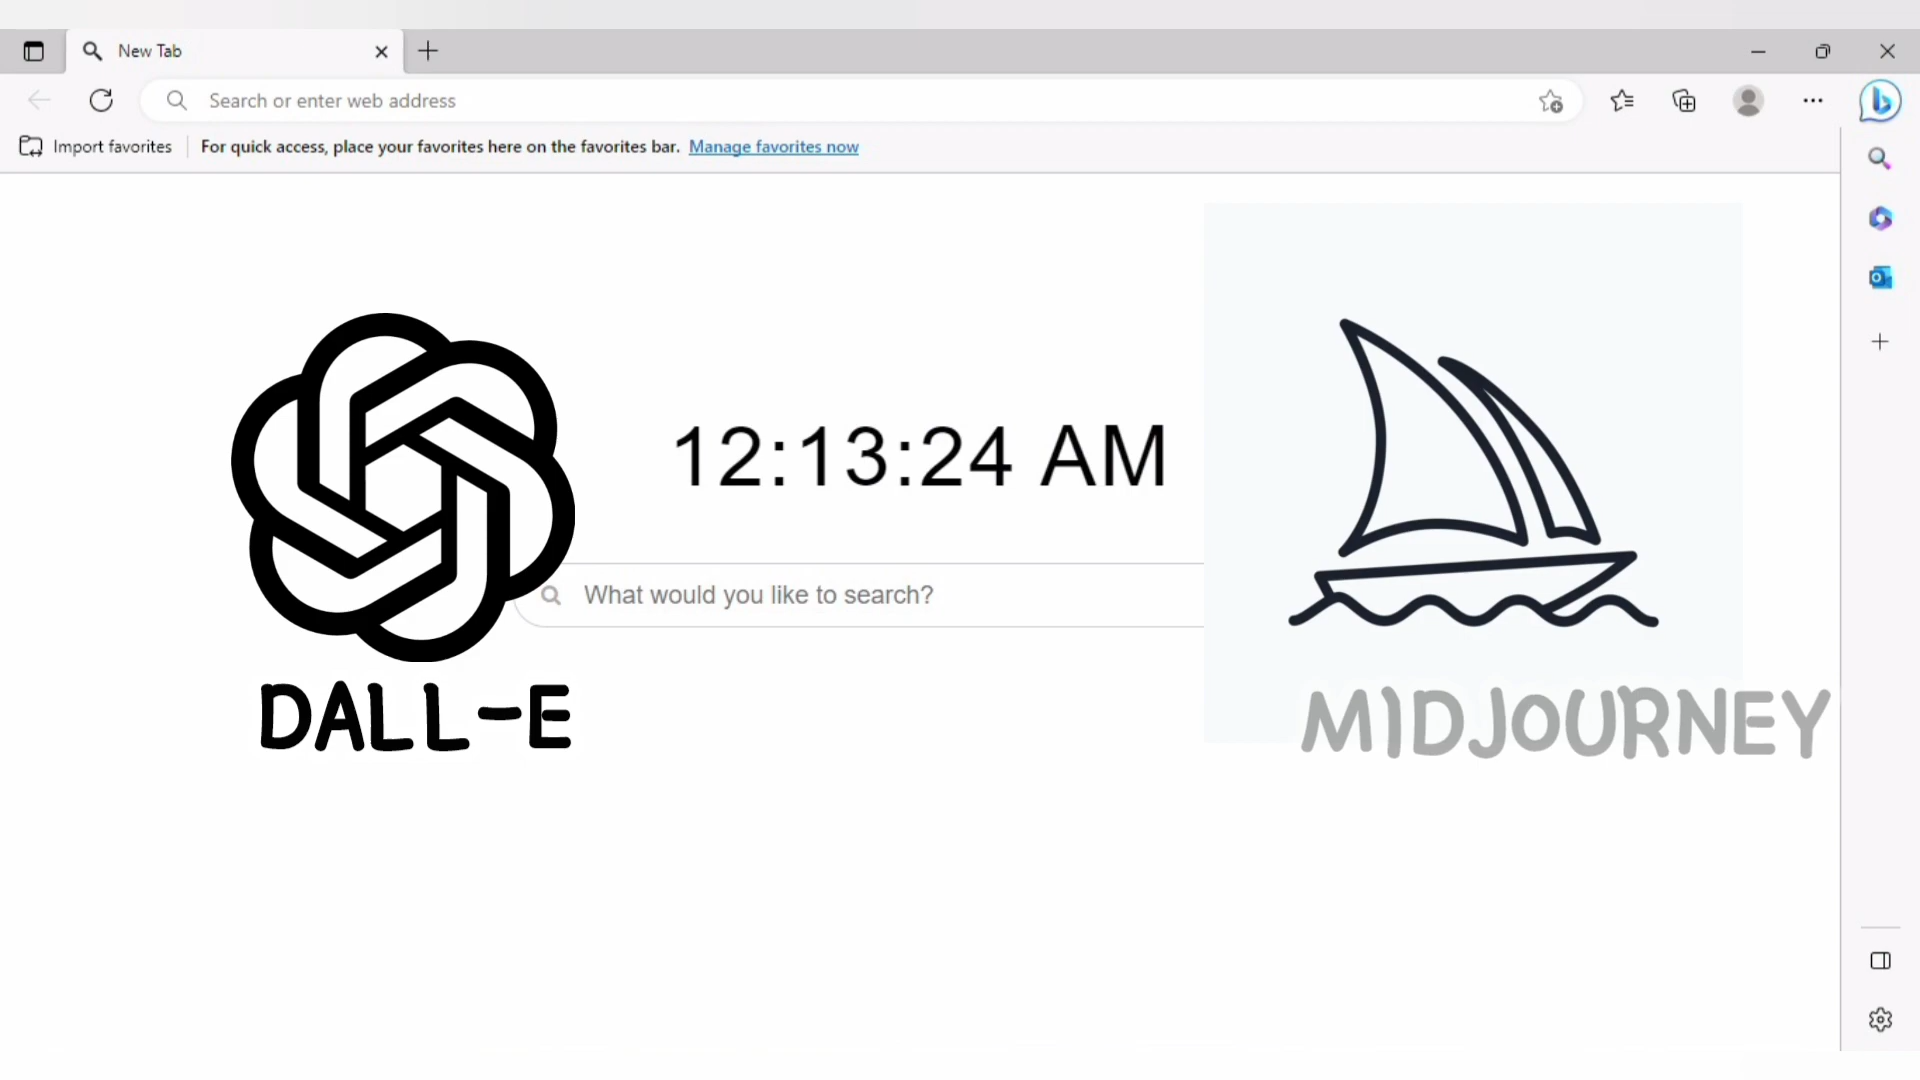 New Tab
Search or enter web address
Import favorites
For quick access, place your favorites here on the favorites bar. Manage favorites now
12:13:24 AM
What would you like to search?
DALL-E
MIDJOURNEY